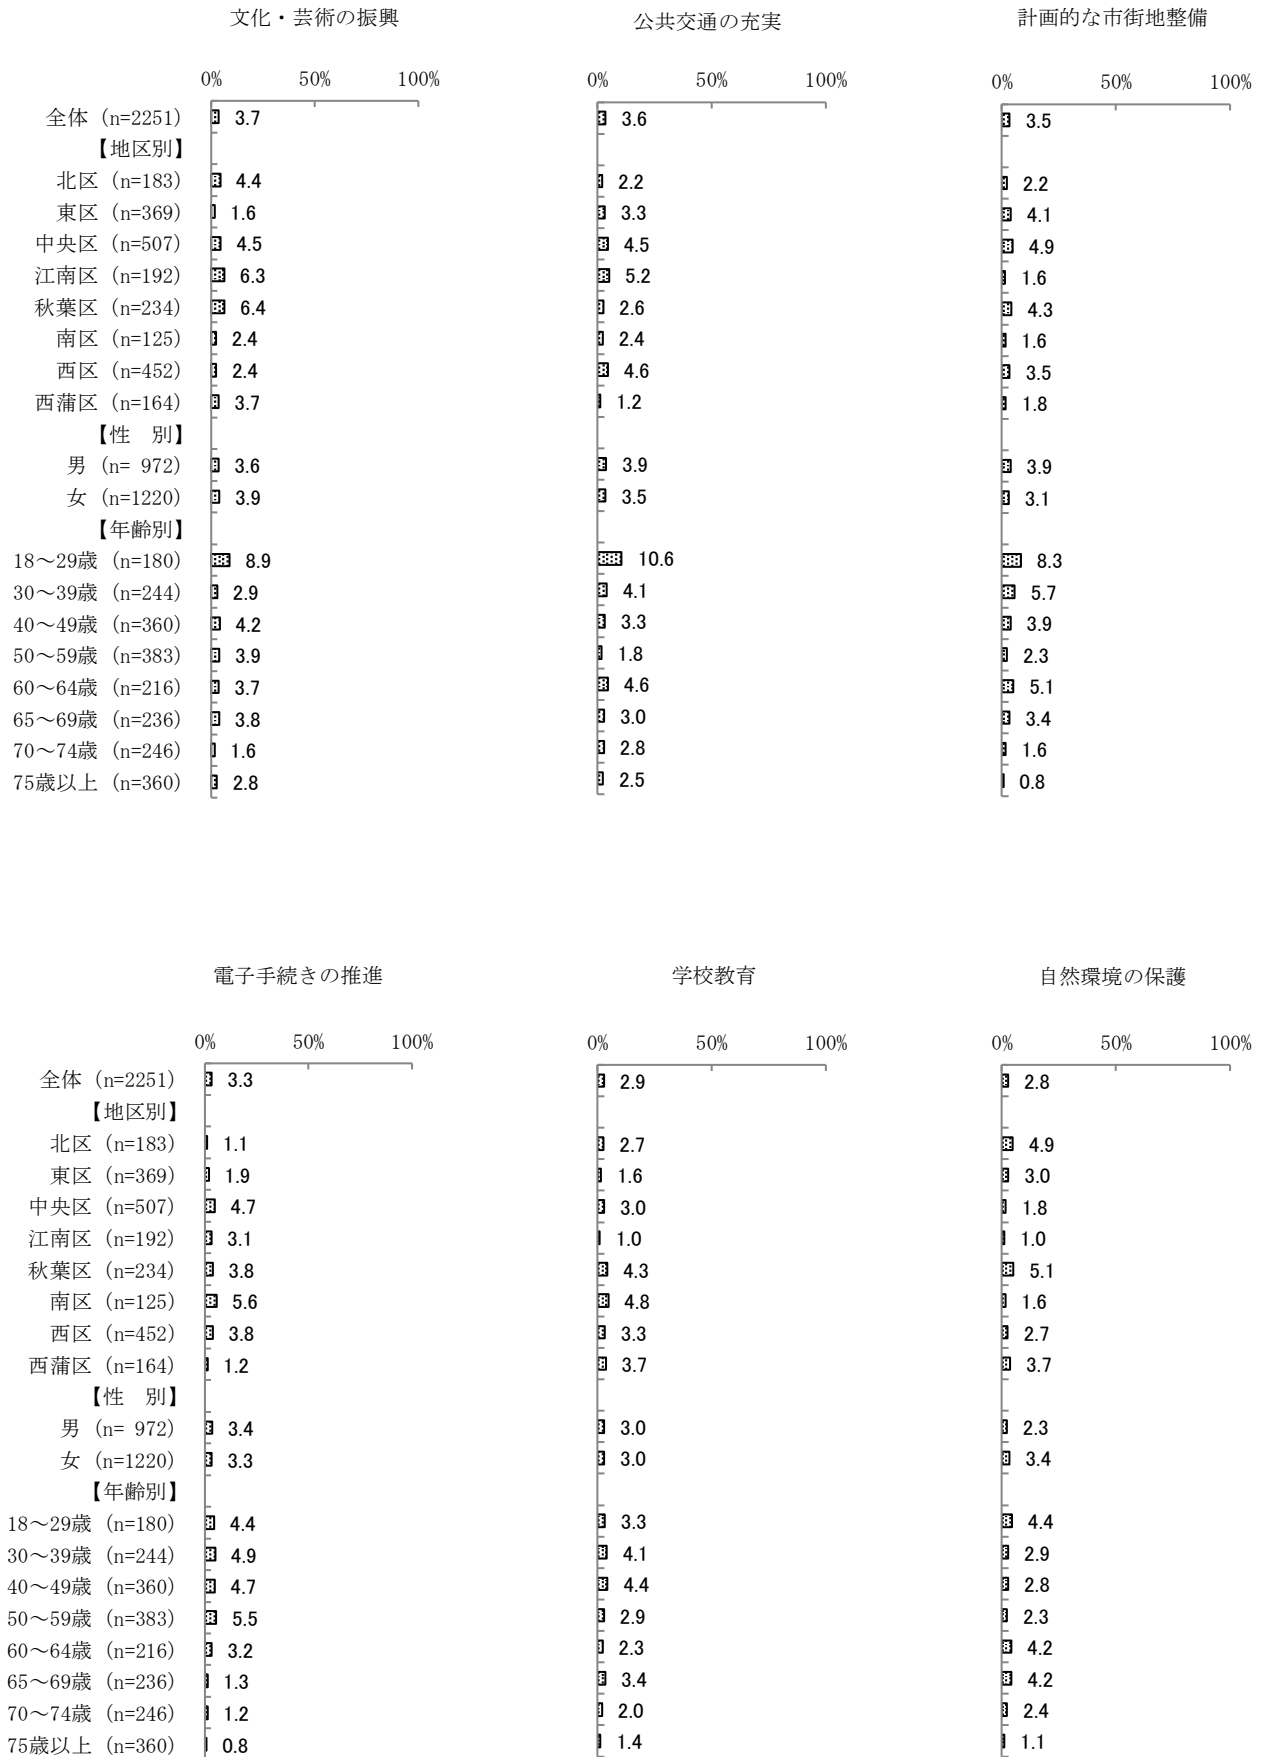 文化・芸術の振興
公共交通の充実
計画的な市街地整備
0% 50% 100% 0% 50% 100% 0% 50% 100%
全体 (n=2251) 3.7 3.6 3.5
【地区別】
北区 (n=183) 4.4 2.2 2.2
東区 (n=369) 1.6 3.3 4.1
中央区 (n=507) 4.5 4.5 4.9
江南区 (n=192) 6.3 5.2 1.6
秋葉区 (n=234) 6.4 2.6 4.3
南区 (n=125) 2.4 2.4 1.6
西区 (n=452) 2.4 4.6 3.5
西蒲区 (n=164) 3.7 1.2 1.8
【性　別】
男 (n= 972) 3.6 3.9 3.9
女 (n=1220) 3.9 3.5 3.1
【年齢別】
18～29歳 (n=180) 8.9 10.6 8.3
30～39歳 (n=244) 2.9 4.1 5.7
40～49歳 (n=360) 4.2 3.3 3.9
50～59歳 (n=383) 3.9 1.8 2.3
60～64歳 (n=216) 3.7 4.6 5.1
65～69歳 (n=236) 3.8 3.0 3.4
70～74歳 (n=246) 1.6 2.8 1.6
75歳以上 (n=360) 2.8 2.5 0.8
電子手続きの推進
学校教育
自然環境の保護
0% 50% 100% 0% 50% 100% 0% 50% 100%
全体 (n=2251) 3.3 2.9 2.8
【地区別】
北区 (n=183) 1.1 2.7 4.9
東区 (n=369) 1.9 1.6 3.0
中央区 (n=507) 4.7 3.0 1.8
江南区 (n=192) 3.1 1.0 1.0
秋葉区 (n=234) 3.8 4.3 5.1
南区 (n=125) 5.6 4.8 1.6
西区 (n=452) 3.8 3.3 2.7
西蒲区 (n=164) 1.2 3.7 3.7
【性　別】
男 (n= 972) 3.4 3.0 2.3
女 (n=1220) 3.3 3.0 3.4
【年齢別】
18～29歳 (n=180) 4.4 3.3 4.4
30～39歳 (n=244) 4.9 4.1 2.9
40～49歳 (n=360) 4.7 4.4 2.8
50～59歳 (n=383) 5.5 2.9 2.3
60～64歳 (n=216) 3.2 2.3 4.2
65～69歳 (n=236) 1.3 3.4 4.2
70～74歳 (n=246) 1.2 2.0 2.4
75歳以上 (n=360) 0.8 1.4 1.1